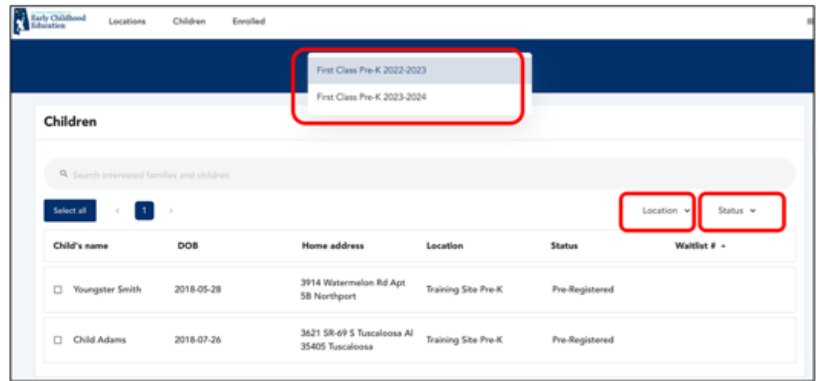 Early Childhood
Education
Locations Children Enrolled
First Class Pre-K 2022-2023
First Class Pre-K 2023-2024
Children
Search interested families and children
Select all < 1 > Location Status
Child's name DOB Home address Location Status Waitlist #
Youngster Smith 2018-05-28 3914 Watermelon Rd Apt Training Site Pre-K Pre-Registered
5B Northport
Child Adams 2018-07-26 3621 SR-69 S Tuscaloosa Al Training Site Pre-K Pre-Registered
35405 Tuscaloosa